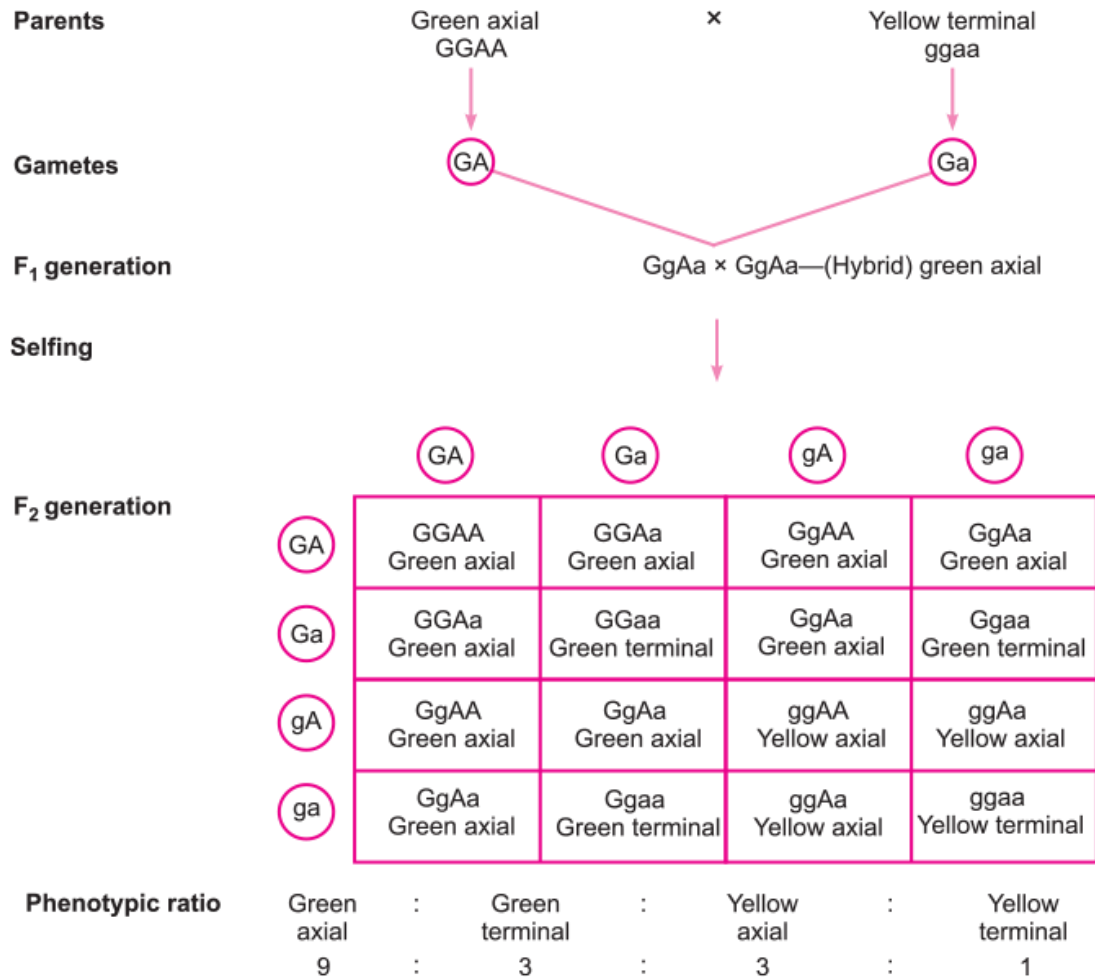 Parents Green axial × Yellow terminal
GGAA ggaa
Gametes GA Ga
F₁ generation GgAa × GgAa—(Hybrid) green axial
Selfing
GA Ga gA ga
F₂ generation
GA GGAA GGAa GgAA GgAa
Green axial Green axial Green axial Green axial
Ga GGAa GGaa GgAa Ggaa
Green axial Green terminal Green axial Green terminal
gA GgAA GgAa ggAA ggAa
Green axial Green axial Yellow axial Yellow axial
ga GgAa Ggaa ggAa ggaa
Green axial Green terminal Yellow axial Yellow terminal
Phenotypic ratio Green : Green : Yellow : Yellow
axial terminal axial terminal
9 : 3 : 3 : 1